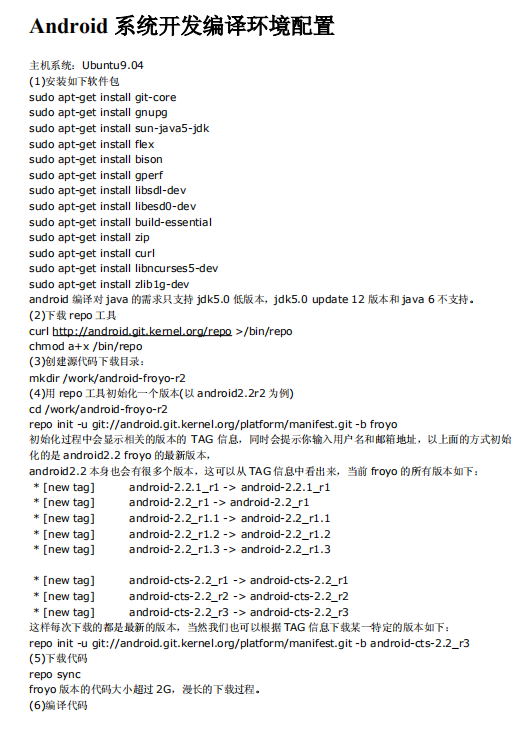 Android 系统开发编译环境配置
主机系统：Ubuntu9.04
(1)安装如下软件包
sudo apt-get install git-core
sudo apt-get install gnupg
sudo apt-get install sun-java5-jdk
sudo apt-get install flex
sudo apt-get install bison
sudo apt-get install gperf
sudo apt-get install libsdl-dev
sudo apt-get install libesd0-dev
sudo apt-get install build-essential
sudo apt-get install zip
sudo apt-get install curl
sudo apt-get install libncurses5-dev
sudo apt-get install zlib1g-dev
android 编译对 java 的需求只支持 jdk5.0 低版本，jdk5.0 update 12 版本和 java 6 不支持。
(2)下载 repo 工具
curl http://android.git.kernel.org/repo >/bin/repo
chmod a+x /bin/repo
(3)创建源代码下载目录：
mkdir /work/android-froyo-r2
(4)用 repo 工具初始化一个版本(以 android2.2r2 为例)
cd /work/android-froyo-r2
repo init -u git://android.git.kernel.org/platform/manifest.git -b froyo
初始化过程中会显示相关的版本的 TAG 信息，同时会提示你输入用户名和邮箱地址，以上面的方式初始
化的是 android2.2 froyo 的最新版本，
android2.2 本身也会有很多个版本，这可以从 TAG 信息中看出来，当前 froyo 的所有版本如下：
* [new tag] android-2.2.1_r1 -> android-2.2.1_r1
* [new tag] android-2.2_r1 -> android-2.2_r1
* [new tag] android-2.2_r1.1 -> android-2.2_r1.1
* [new tag] android-2.2_r1.2 -> android-2.2_r1.2
* [new tag] android-2.2_r1.3 -> android-2.2_r1.3
* [new tag] android-cts-2.2_r1 -> android-cts-2.2_r1
* [new tag] android-cts-2.2_r2 -> android-cts-2.2_r2
* [new tag] android-cts-2.2_r3 -> android-cts-2.2_r3
这样每次下载的都是最新的版本，当然我们也可以根据 TAG 信息下载某一特定的版本如下：
repo init -u git://android.git.kernel.org/platform/manifest.git -b android-cts-2.2_r3
(5)下载代码
repo sync
froyo 版本的代码大小超过 2G，漫长的下载过程。
(6)编译代码